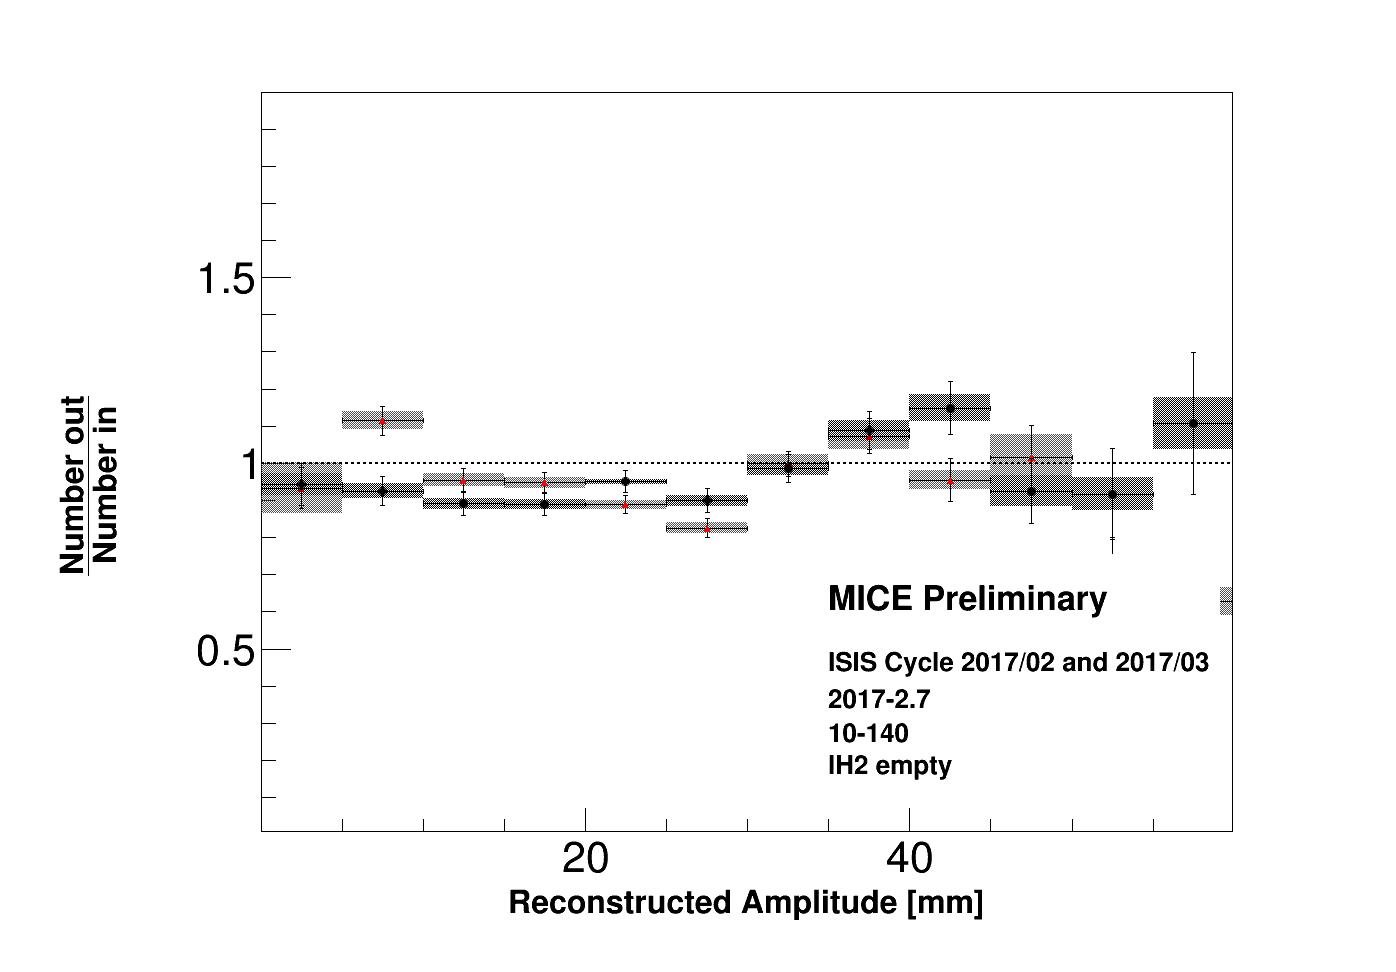 1.5
1
0.5
Number out
Number in
MICE Preliminary
ISIS Cycle 2017/02 and 2017/03
2017-2.7
10-140
IH2 empty
20
40
Reconstructed Amplitude [mm]